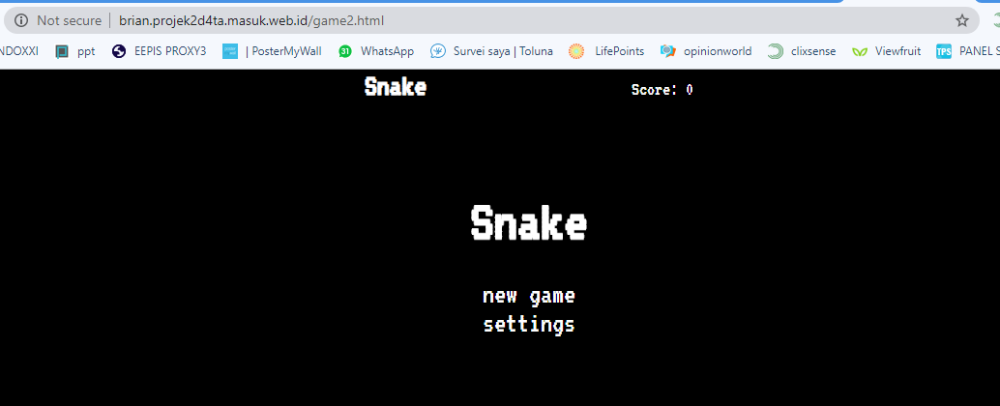 Not secure | brian.projek2d4ta.masuk.web.id/game2.html
NDOXXI ppt EEPIS PROXY3 | PosterMyWall 31 WhatsApp Survei saya | Toluna LifePoints opinionworld clixsense Viewfruit TPS PANEL S
Snake Score: 0
Snake
new game
settings